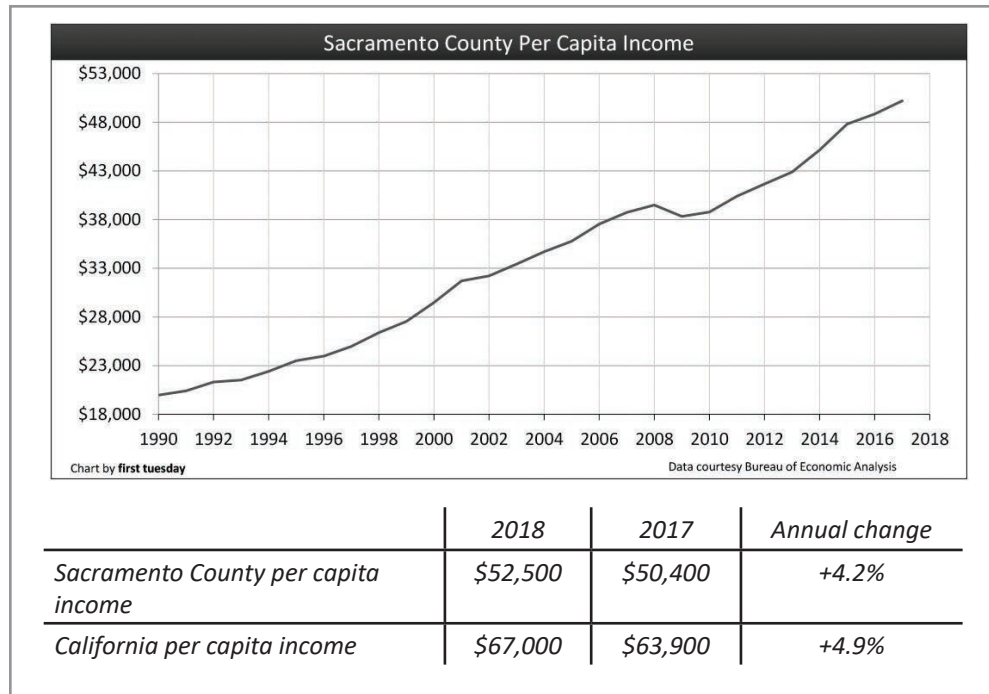 Sacramento County Per Capita Income
$53,000
$48,000
$43,000
$38,000
$33,000
$28,000
$23,000
$18,000
1990 1992 1994 1996 1998 2000 2002 2004 2006 2008 2010 2012 2014 2016 2018
Chart by first tuesday Data courtesy Bureau of Economic Analysis
2018 2017 Annual change
Sacramento County per capita $52,500 $50,400 +4.2%
income
California per capita income $67,000 $63,900 +4.9%